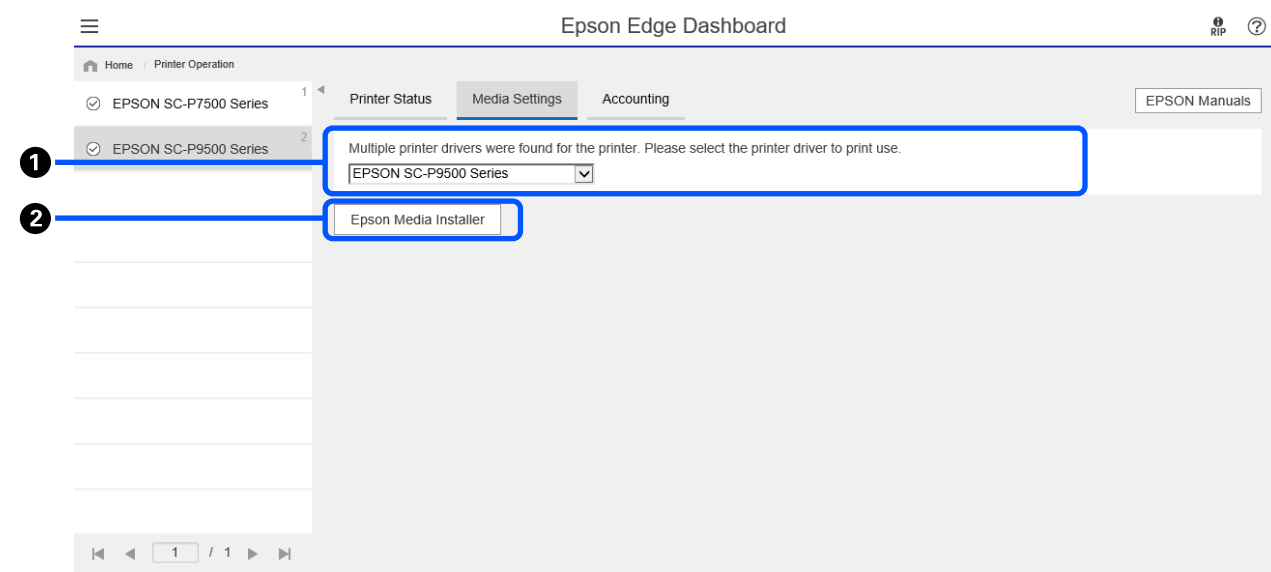 Epson Edge Dashboard
RIP
?
Home / Printer Operation
EPSON SC-P7500 Series 1
EPSON SC-P9500 Series 2
Printer Status Media Settings Accounting
EPSON Manuals
1
Multiple printer drivers were found for the printer. Please select the printer driver to print use.
EPSON SC-P9500 Series
2
Epson Media Installer
1 / 1